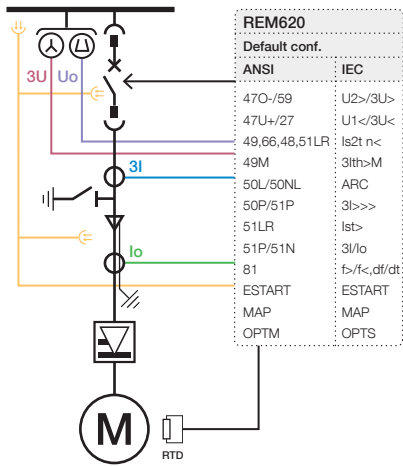 REM620
Default conf.
ANSI IEC
47O-/59 U2>/3U>
47U+/27 U1</3U<
49,66,48,51LR Is2t n<
49M 3Ith>M
50L/50NL ARC
50P/51P 3I>>>
51LR Ist>
51P/51N 3I/Io
81 f>/f<,df/dt
ESTART ESTART
MAP MAP
OPTM OPTS
3U Uo
3I
Io
M
RTD